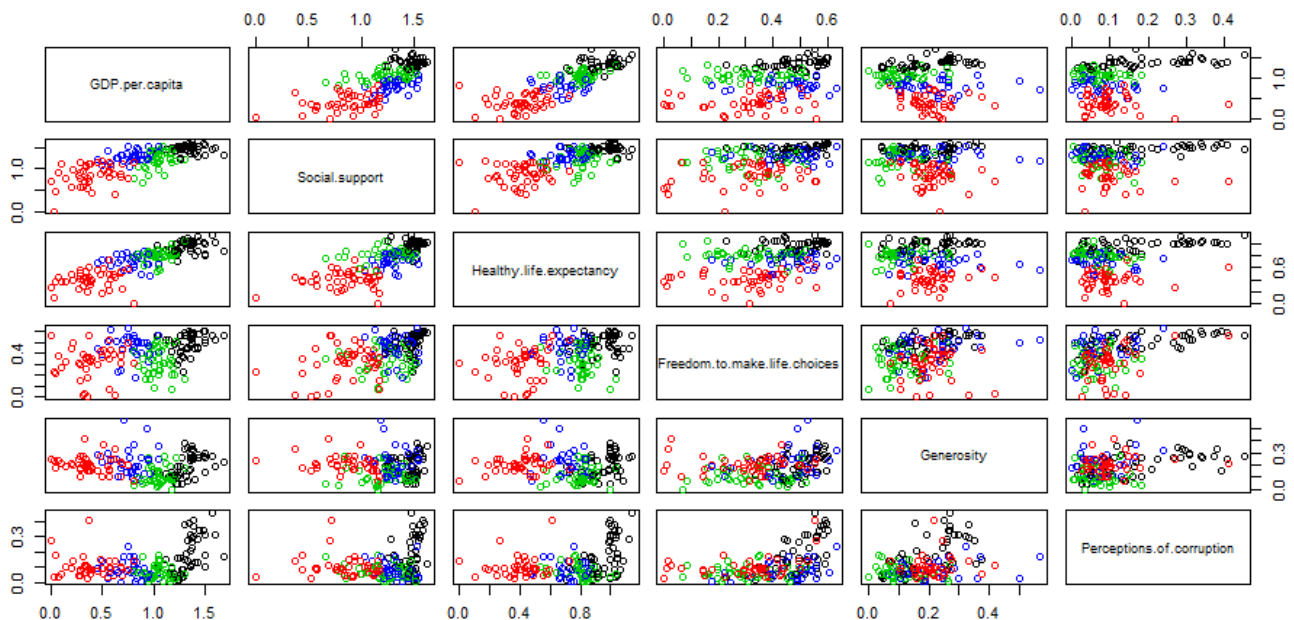 0.0 0.5 1.0 1.5 0.0 0.2 0.4 0.6 0.0 0.1 0.2 0.3 0.4
GDP.per.capita 0.0 1.0
0.0 1.0 Social.support
Healthy.life.expectancy 0.0 0.6
0.0 0.4 Freedom.to.make.life.choices
Generosity 0.0 0.3
0.0 0.3 Perceptions.of.corruption
0.0 0.5 1.0 1.5 0.0 0.4 0.8 0.0 0.2 0.4